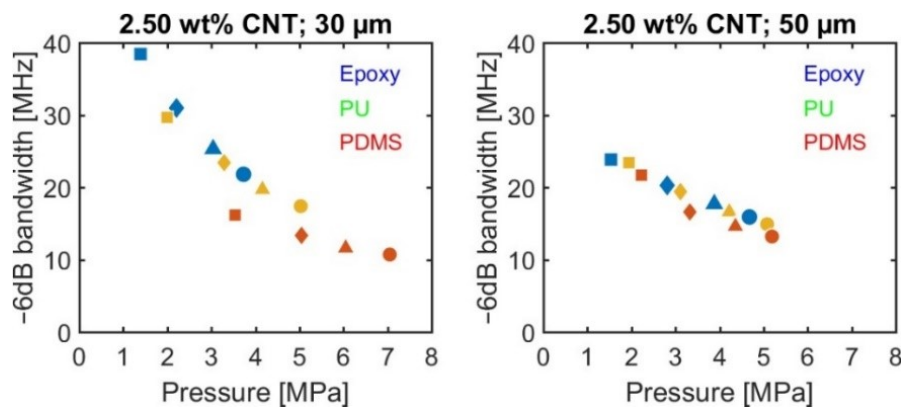 2.50 wt% CNT; 30 μm
40
30
20
10
0
−6dB bandwidth [MHz]
Epoxy
PU
PDMS
0 1 2 3 4 5 6 7 8
Pressure [MPa]
2.50 wt% CNT; 50 μm
40
30
20
10
0
−6dB bandwidth [MHz]
Epoxy
PU
PDMS
0 1 2 3 4 5 6 7 8
Pressure [MPa]